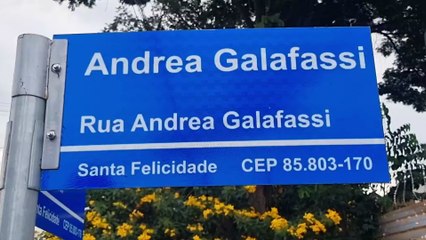 Andrea Galafassi
Rua Andrea Galafassi
Santa Felicidade CEP 85.803-170